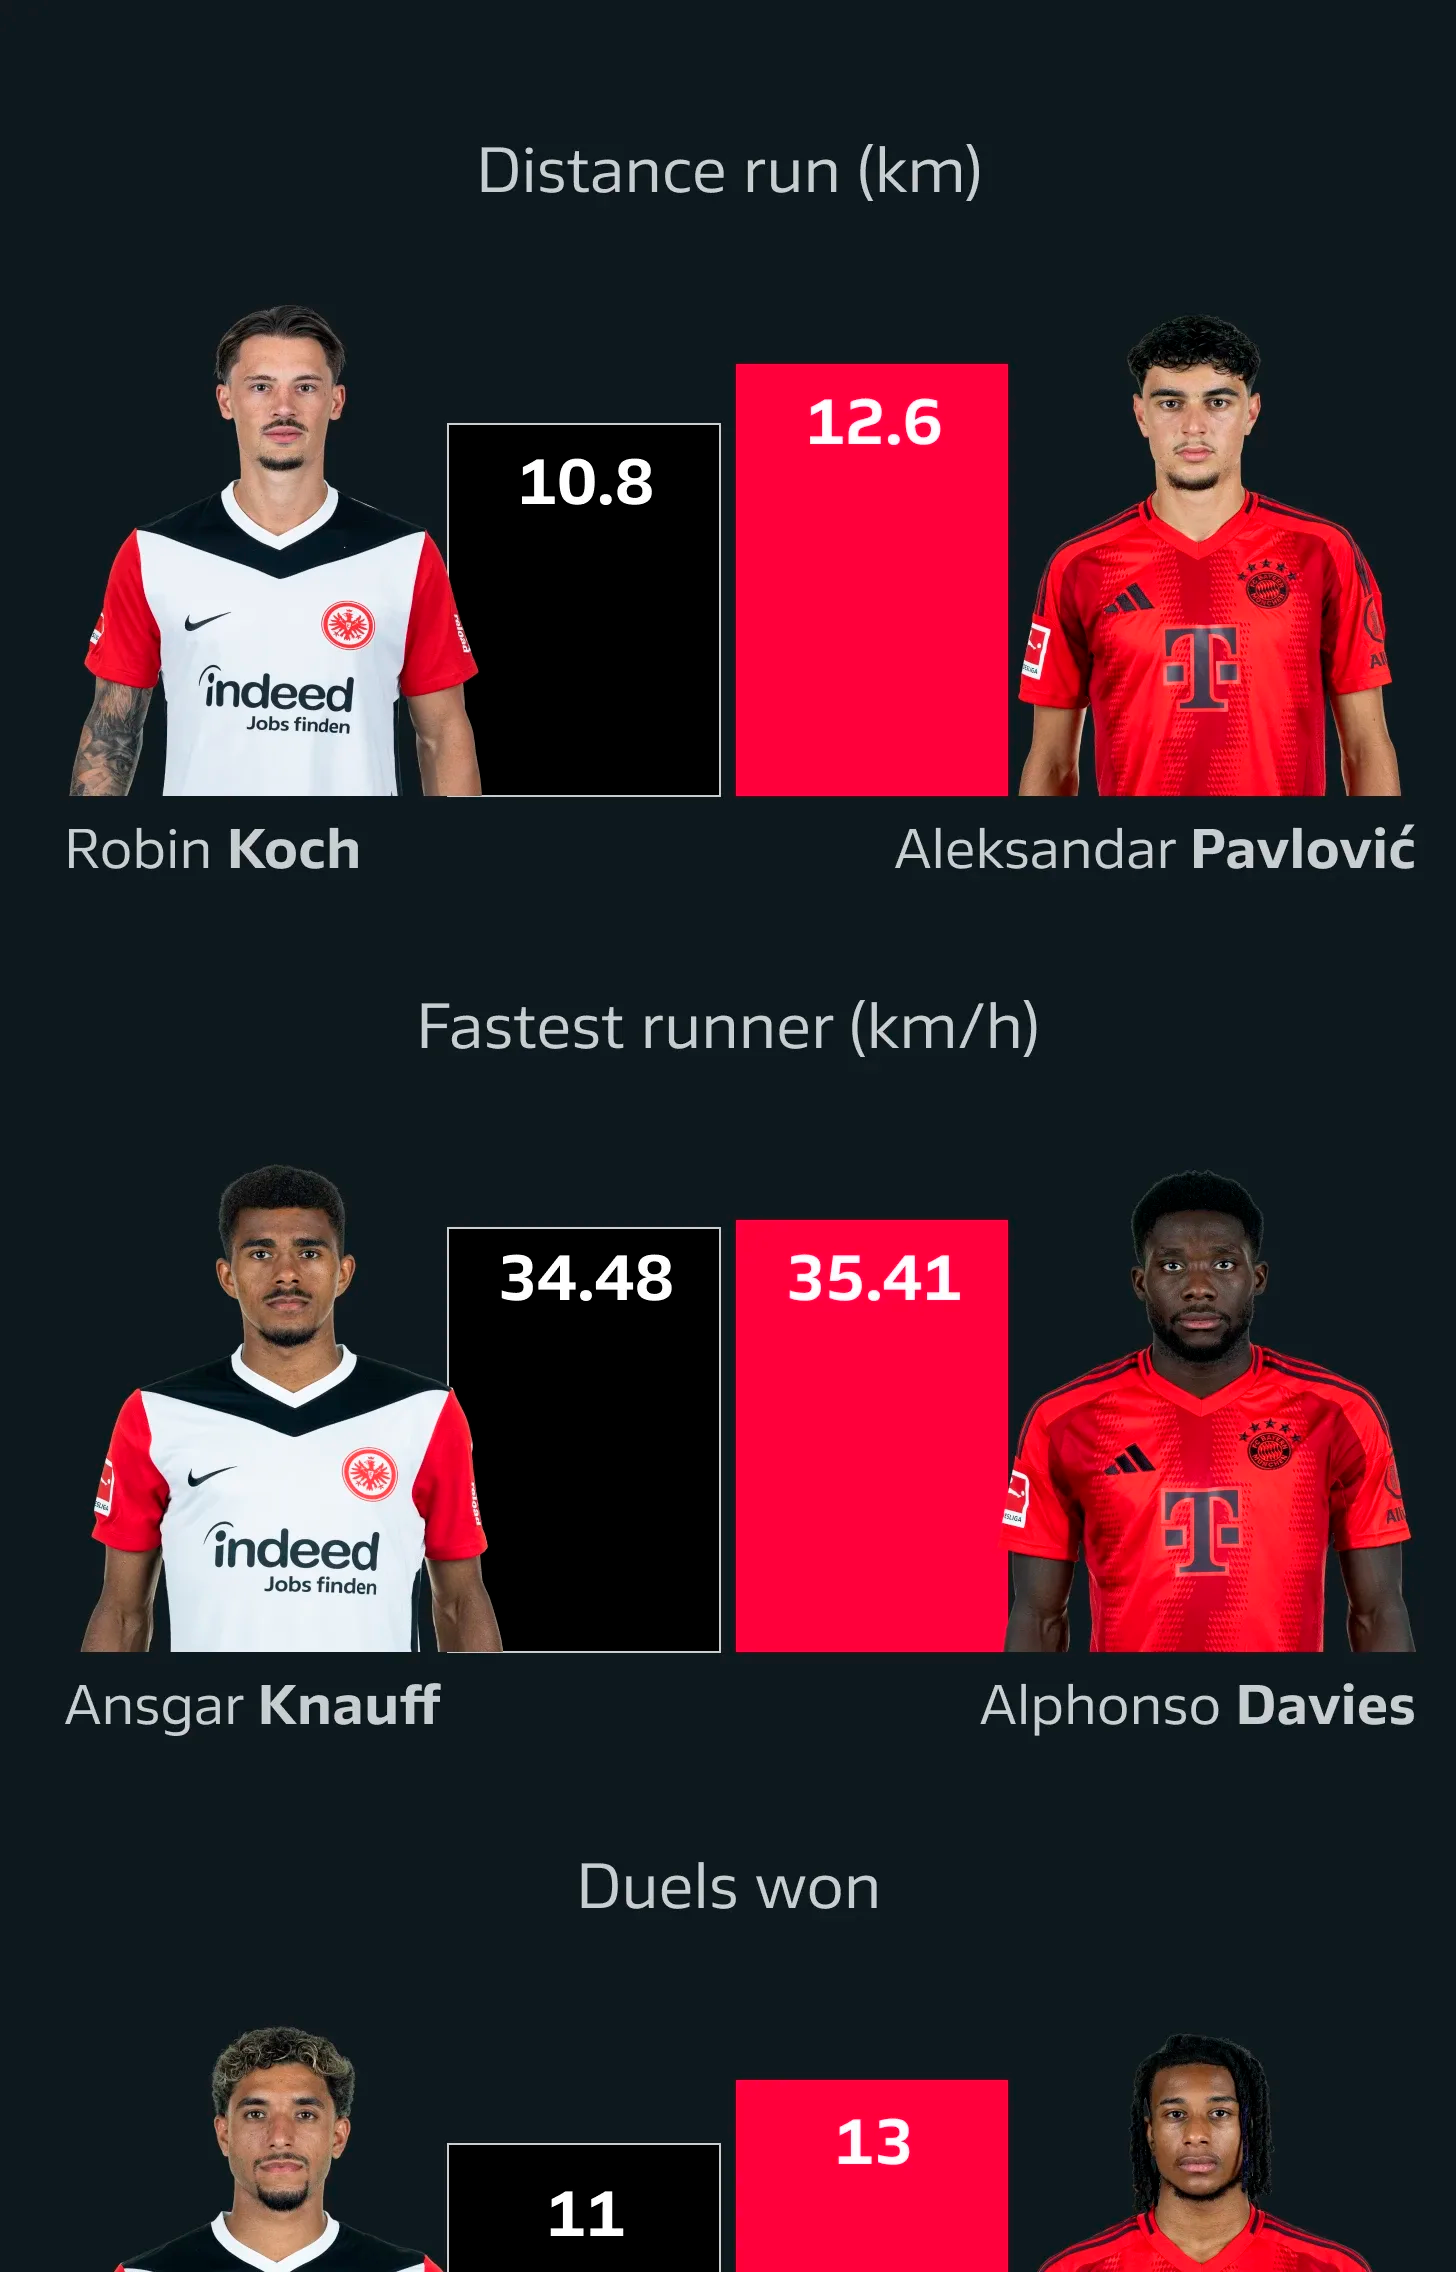 Distance run (km)
10.8
12.6
indeed
Jobs finden
T
Robin Koch
Aleksandar Pavlović
Fastest runner (km/h)
34.48
35.41
indeed
Jobs finden
T
Ansgar Knauff
Alphonso Davies
Duels won
11
13